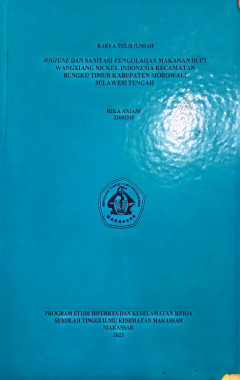 KARYA TULIS ILMIAH
HIGIENE DAN SANITASI PENGOLAHAN MAKANAN DI PT
WANGXIANG NICKEL INDONESIA KECAMATAN
BUNGKU TIMUR KABUPATEN MOROWALI
SULAWESI TENGAH
RIKA ANJANI
MAKASSAR
PROGRAM STUDI HIPERKES DAN KESELAMATAN KERJA
SEKOLAH TINGGI ILMU KESEHATAN MAKASSAR
MAKASSAR
2025